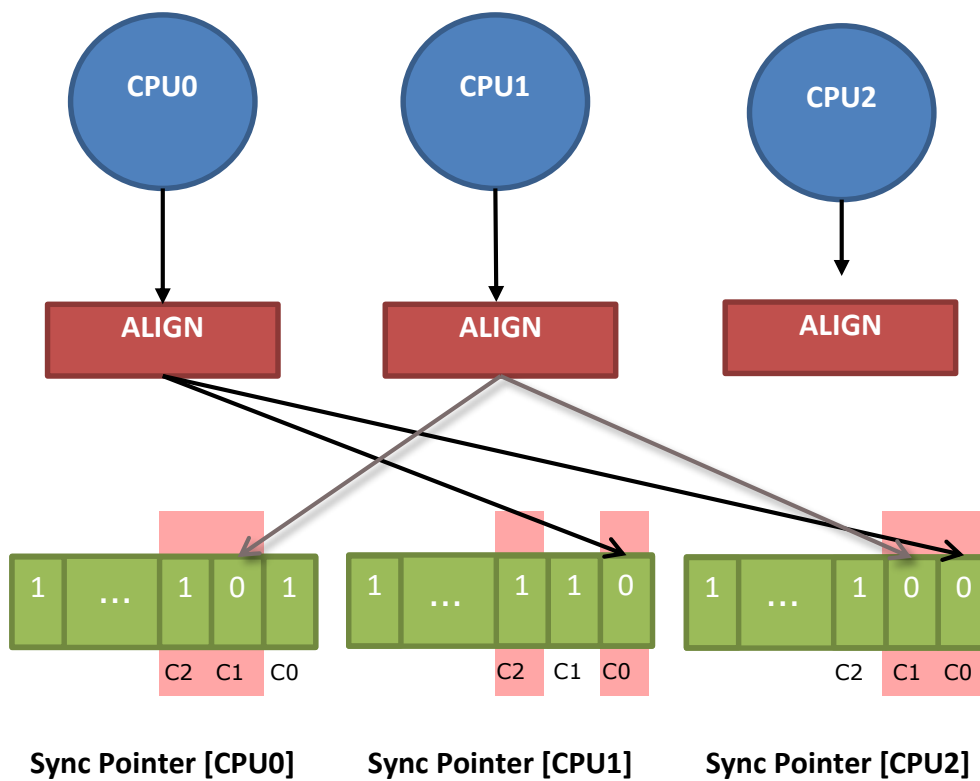 CPU0 CPU1 CPU2
ALIGN ALIGN ALIGN
1 ... 1 0 1 1 ... 1 1 0 1 ... 1 0 0
C2 C1 C0 C2 C1 C0 C2 C1 C0
Sync Pointer [CPU0] Sync Pointer [CPU1] Sync Pointer [CPU2]